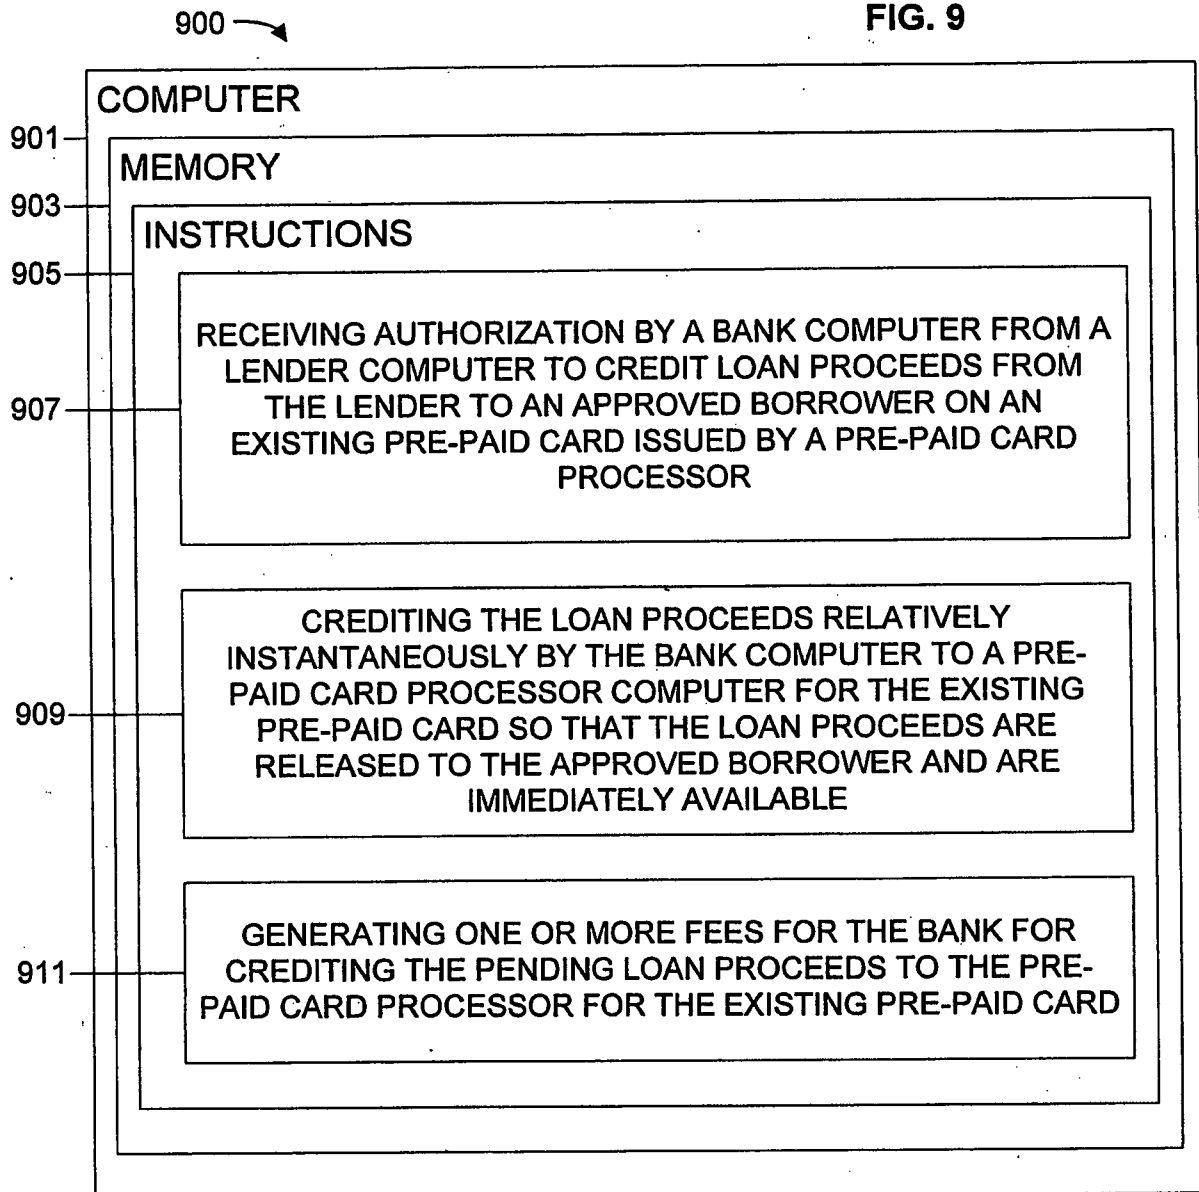 900
FIG. 9
COMPUTER
901
MEMORY
903
INSTRUCTIONS
905
RECEIVING AUTHORIZATION BY A BANK COMPUTER FROM A
LENDER COMPUTER TO CREDIT LOAN PROCEEDS FROM
907
THE LENDER TO AN APPROVED BORROWER ON AN
EXISTING PRE-PAID CARD ISSUED BY A PRE-PAID CARD
PROCESSOR
CREDITING THE LOAN PROCEEDS RELATIVELY
INSTANTANEOUSLY BY THE BANK COMPUTER TO A PRE-
PAID CARD PROCESSOR COMPUTER FOR THE EXISTING
909
PRE-PAID CARD SO THAT THE LOAN PROCEEDS ARE
RELEASED TO THE APPROVED BORROWER AND ARE
IMMEDIATELY AVAILABLE
GENERATING ONE OR MORE FEES FOR THE BANK FOR
911
CREDITING THE PENDING LOAN PROCEEDS TO THE PRE-
PAID CARD PROCESSOR FOR THE EXISTING PRE-PAID CARD